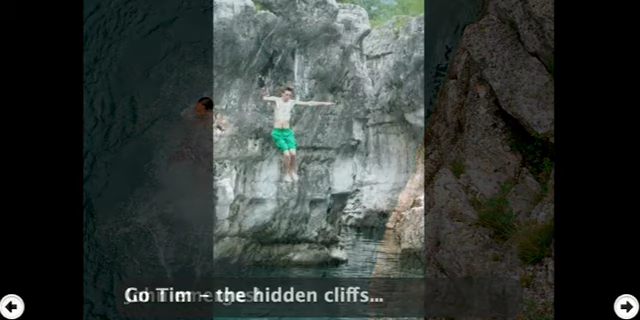 Go Tim – the hidden cliffs...